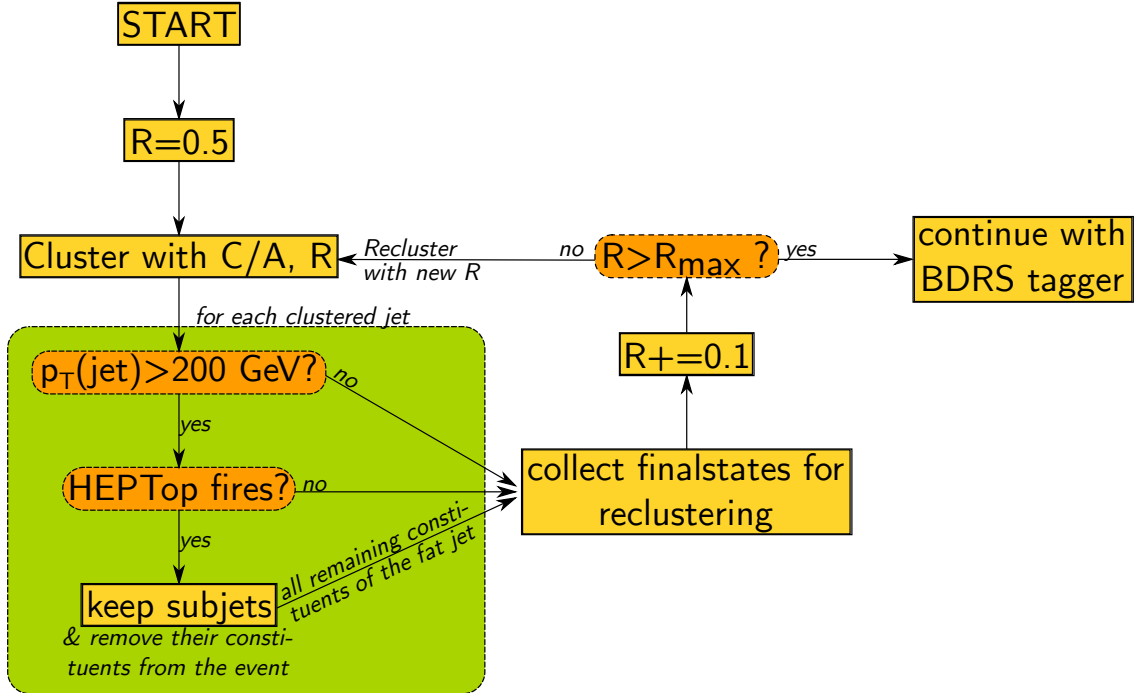 START
R=0.5
Cluster with C/A, R
Recluster
with new R
no
R>Rmax ?
yes
continue with
BDRS tagger
for each clustered jet
R+=0.1
pT(jet)>200 GeV?
no
yes
HEPTop fires?
no
collect finalstates for
reclustering
yes
all remaining consti-
tuents of the fat jet
keep subjets
& remove their consti-
tuents from the event